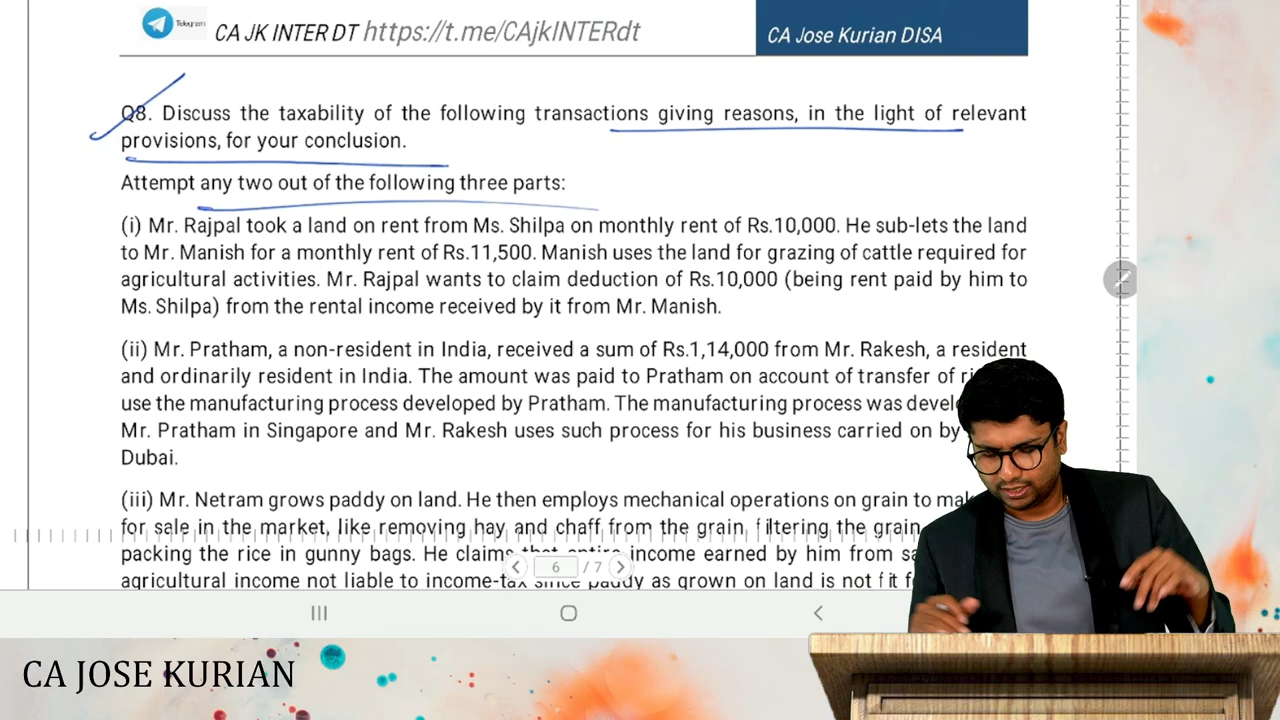 Telegram
CA JK INTER DT https://t.me/CAjkINTERdt
CA Jose Kurian DISA
Q8. Discuss the taxability of the following transactions giving reasons, in the light of relevant
provisions, for your conclusion.
Attempt any two out of the following three parts:
(i) Mr. Rajpal took a land on rent from Ms. Shilpa on monthly rent of Rs.10,000. He sub-lets the land
to Mr. Manish for a monthly rent of Rs.11,500. Manish uses the land for grazing of cattle required for
agricultural activities. Mr. Rajpal wants to claim deduction of Rs.10,000 (being rent paid by him to
Ms. Shilpa) from the rental income received by it from Mr. Manish.
(ii) Mr. Pratham, a non-resident in India, received a sum of Rs.1,14,000 from Mr. Rakesh, a resident
and ordinarily resident in India. The amount was paid to Pratham on account of transfer of
use the manufacturing process developed by Pratham. The manufacturing process was
Mr. Pratham in Singapore and Mr. Rakesh uses such process for his business carried on by
Dubai.
(iii) Mr. Netram grows paddy on land. He then employs mechanical operations on grain to
for sale in the market, like removing hay and chaff from the grain, filtering the grain
packing the rice in gunny bags. He claims that entire income earned by him from
agricultural income not liable to income-tax since paddy as grown on land is not fit
6 / 7
CA JOSE KURIAN